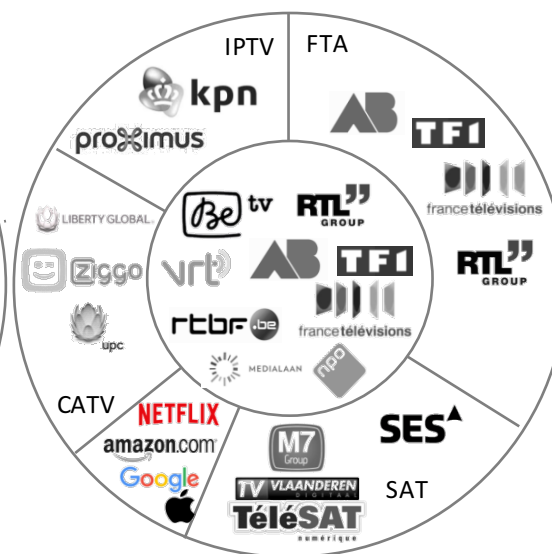 IPTV
FTA
kpn
proximus
AB
TF1
francetélévisions
RTL"
GROUP
LIBERTY GLOBAL.
Ziggo
upc
CATV
Be tv
RTL"
GROUP
vrt
AB
TF1
rtbf.be
francetélévisions
MEDIALAAN
npo
NETFLIX
amazon.com
Google
M7
Group
SES
TV VLAANDEREN
DIGITAAL
TéléSAT
numérique
SAT